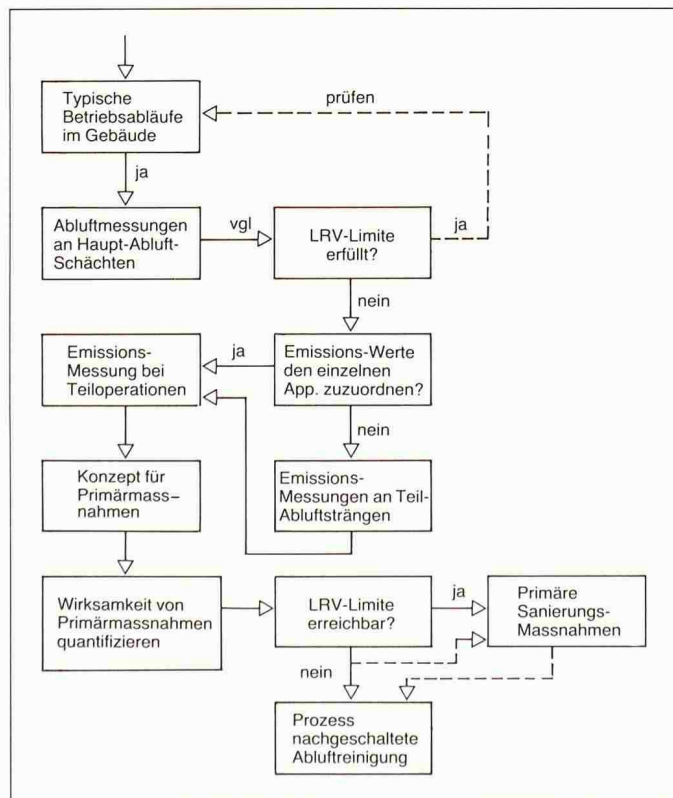 prüfen
Typische
Betriebsabläufe
im Gebäude
ja
Abluftmessungen
an Haupt-Abluft-
Schächten
vgl
LRV-Limite
erfüllt?
ja
nein
Emissions-
Messung bei
Teiloperationen
ja
Emissions-Werte
den einzelnen
App. zuzuordnen?
nein
Konzept für
Primärmass–
nahmen
Emissions-
Messungen an Teil-
Abluftsträngen
Wirksamkeit von
Primärmassnahmen
quantifizieren
LRV-Limite
erreichbar?
ja
Primäre
Sanierungs-
Massnahmen
nein
Prozess
nachgeschaltete
Abluftreinigung